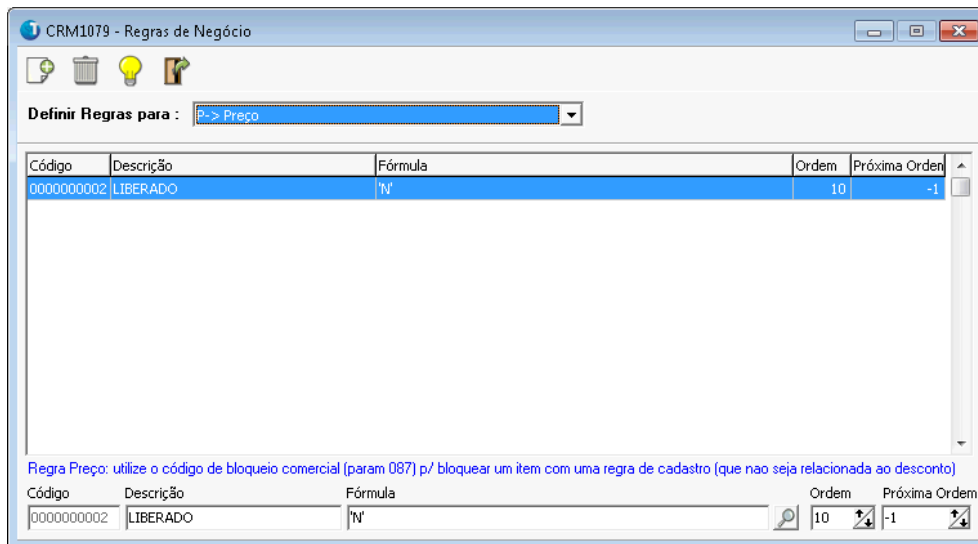 CRM1079 - Regras de Negócio
Definir Regras para : P-> Preço
Código Descrição Fórmula Ordem Próxima Orden
0000000002 LIBERADO 'N' 10 -1
Regra Preço: utilize o código de bloqueio comercial (param 087) p/ bloquear um item com uma regra de cadastro (que nao seja relacionada ao desconto)
Código Descrição Fórmula Ordem Próxima Ordem
0000000002 LIBERADO 'N' 10 -1